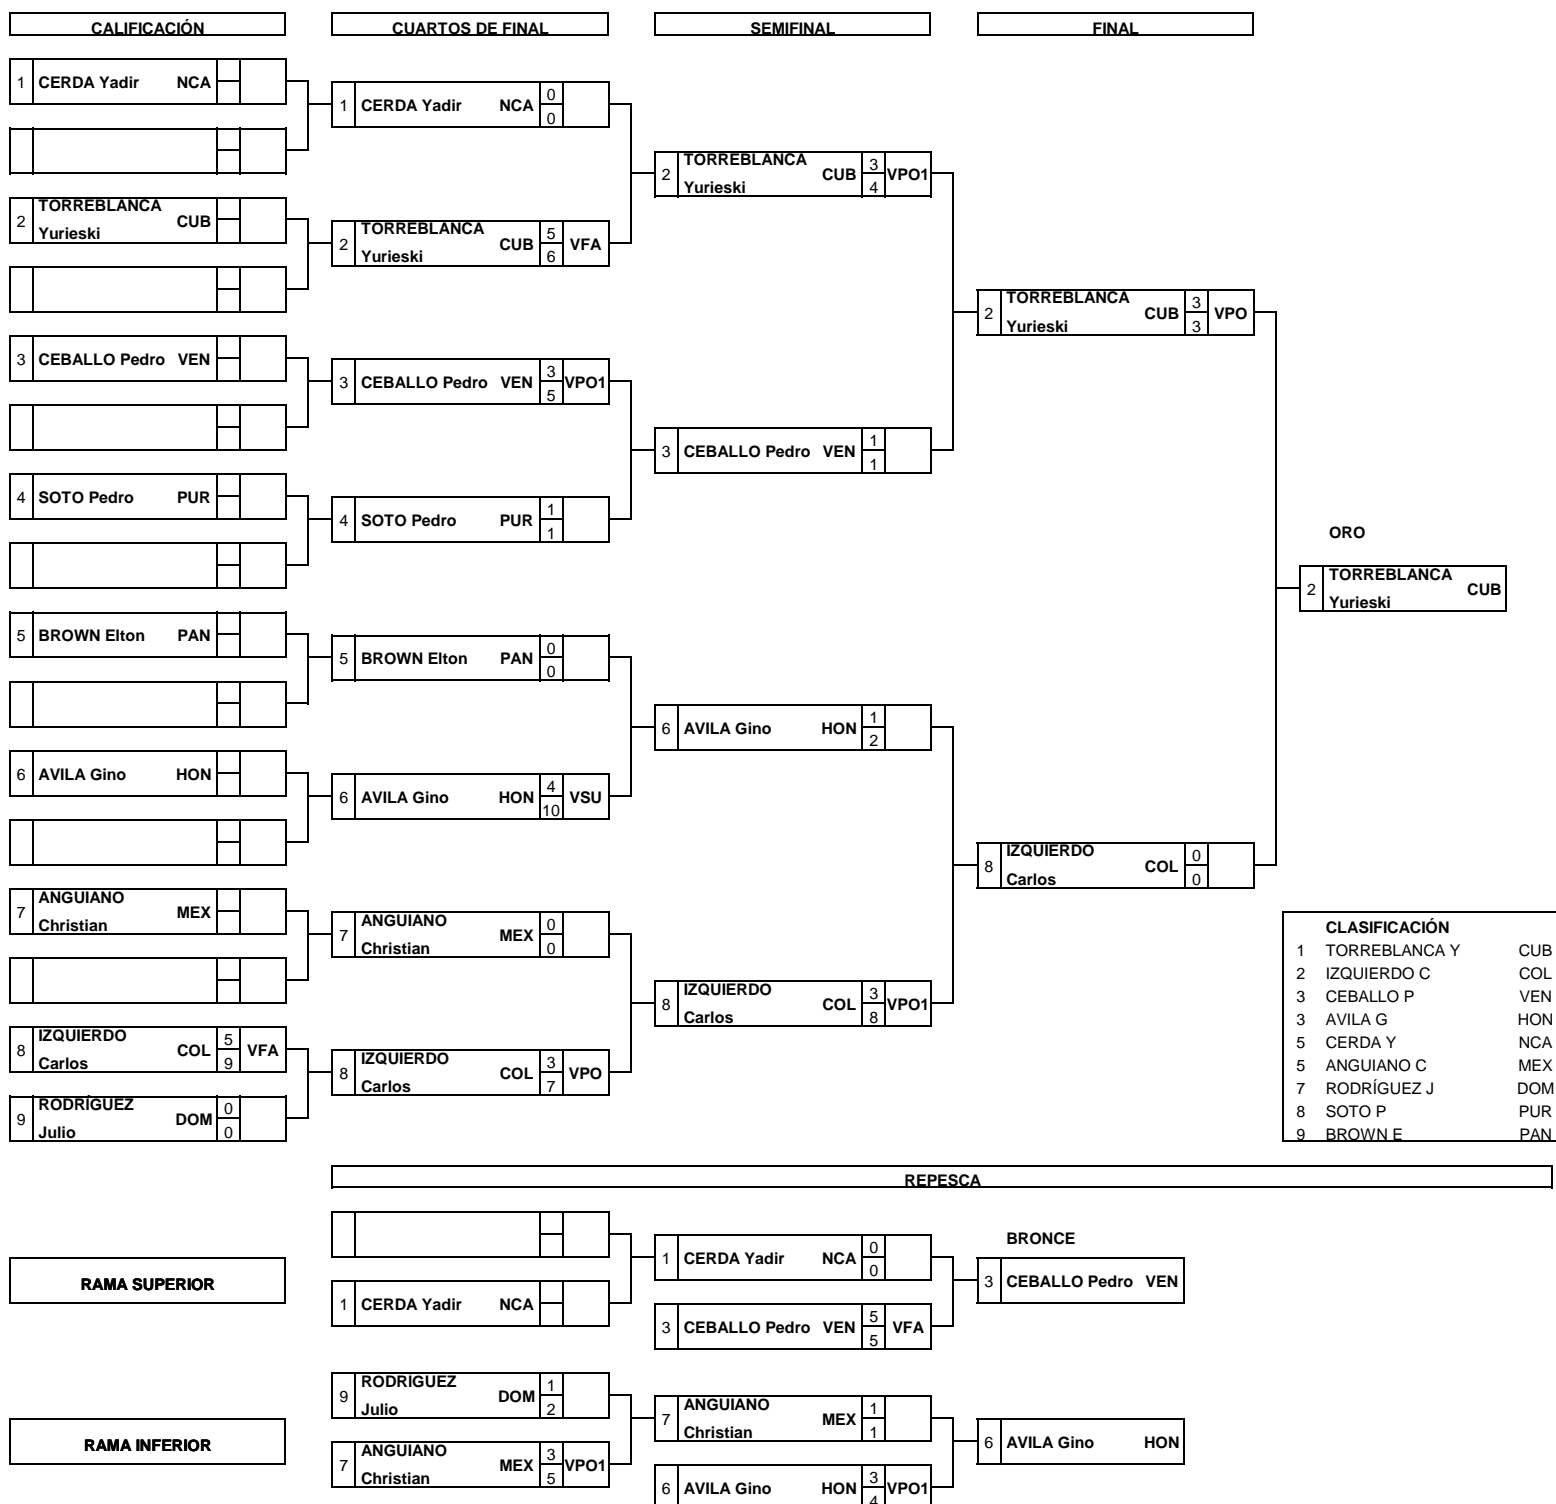 CALIFICACIÓN CUARTOS DE FINAL SEMIFINAL FINAL
1 CERDA Yadir NCA
2 TORREBLANCA Yurieski CUB
3 CEBALLO Pedro VEN
4 SOTO Pedro PUR
5 BROWN Elton PAN
6 AVILA Gino HON
7 ANGUIANO Christian MEX
8 IZQUIERDO Carlos COL 5 9 VFA
9 RODRÍGUEZ Julio DOM 0 0
1 CERDA Yadir NCA 0 0
2 TORREBLANCA Yurieski CUB 5 6 VFA
3 CEBALLO Pedro VEN 3 5 VPO1
4 SOTO Pedro PUR 1 1
5 BROWN Elton PAN 0 0
6 AVILA Gino HON 4 10 VSU
7 ANGUIANO Christian MEX 0 0
8 IZQUIERDO Carlos COL 3 7 VPO
2 TORREBLANCA Yurieski CUB 3 4 VPO1
3 CEBALLO Pedro VEN 1 1
6 AVILA Gino HON 1 2
8 IZQUIERDO Carlos COL 3 8 VPO1
2 TORREBLANCA Yurieski CUB 3 3 VPO
8 IZQUIERDO Carlos COL 0 0
ORO
2 TORREBLANCA Yurieski CUB
CLASIFICACIÓN
1 TORREBLANCA Y CUB
2 IZQUIERDO C COL
3 CEBALLO P VEN
3 AVILA G HON
5 CERDA Y NCA
5 ANGUIANO C MEX
7 RODRÍGUEZ J DOM
8 SOTO P PUR
9 BROWN E PAN
REPESCA
RAMA SUPERIOR
1 CERDA Yadir NCA
1 CERDA Yadir NCA 0 0
3 CEBALLO Pedro VEN 5 5 VFA
BRONCE
3 CEBALLO Pedro VEN
RAMA INFERIOR
9 RODRIGUEZ Julio DOM 1 2
7 ANGUIANO Christian MEX 3 5 VPO1
7 ANGUIANO Christian MEX 1 1
6 AVILA Gino HON 3 4 VPO1
6 AVILA Gino HON